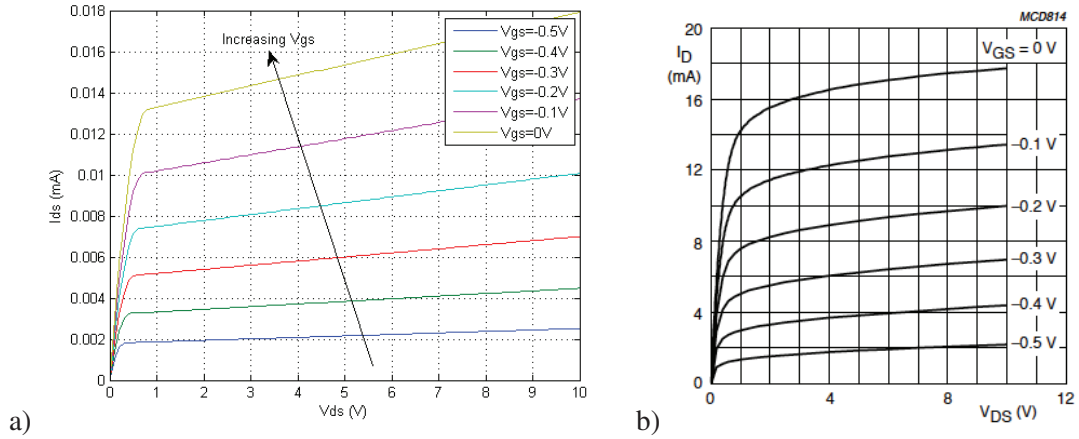 0.018
0.016
0.014
0.012
0.01
0.008
0.006
0.004
0.002
0
Ids (mA)
Increasing Vgs
Vgs=-0.5V
Vgs=-0.4V
Vgs=-0.3V
Vgs=-0.2V
Vgs=-0.1V
Vgs=0V
0 1 2 3 4 5 6 7 8 9 10
Vds (V)
a)
MCD814
20
ID
(mA)
16
12
8
4
0
VGS = 0 V
−0.1 V
−0.2 V
−0.3 V
−0.4 V
−0.5 V
0 4 8 12
VDS (V)
b)